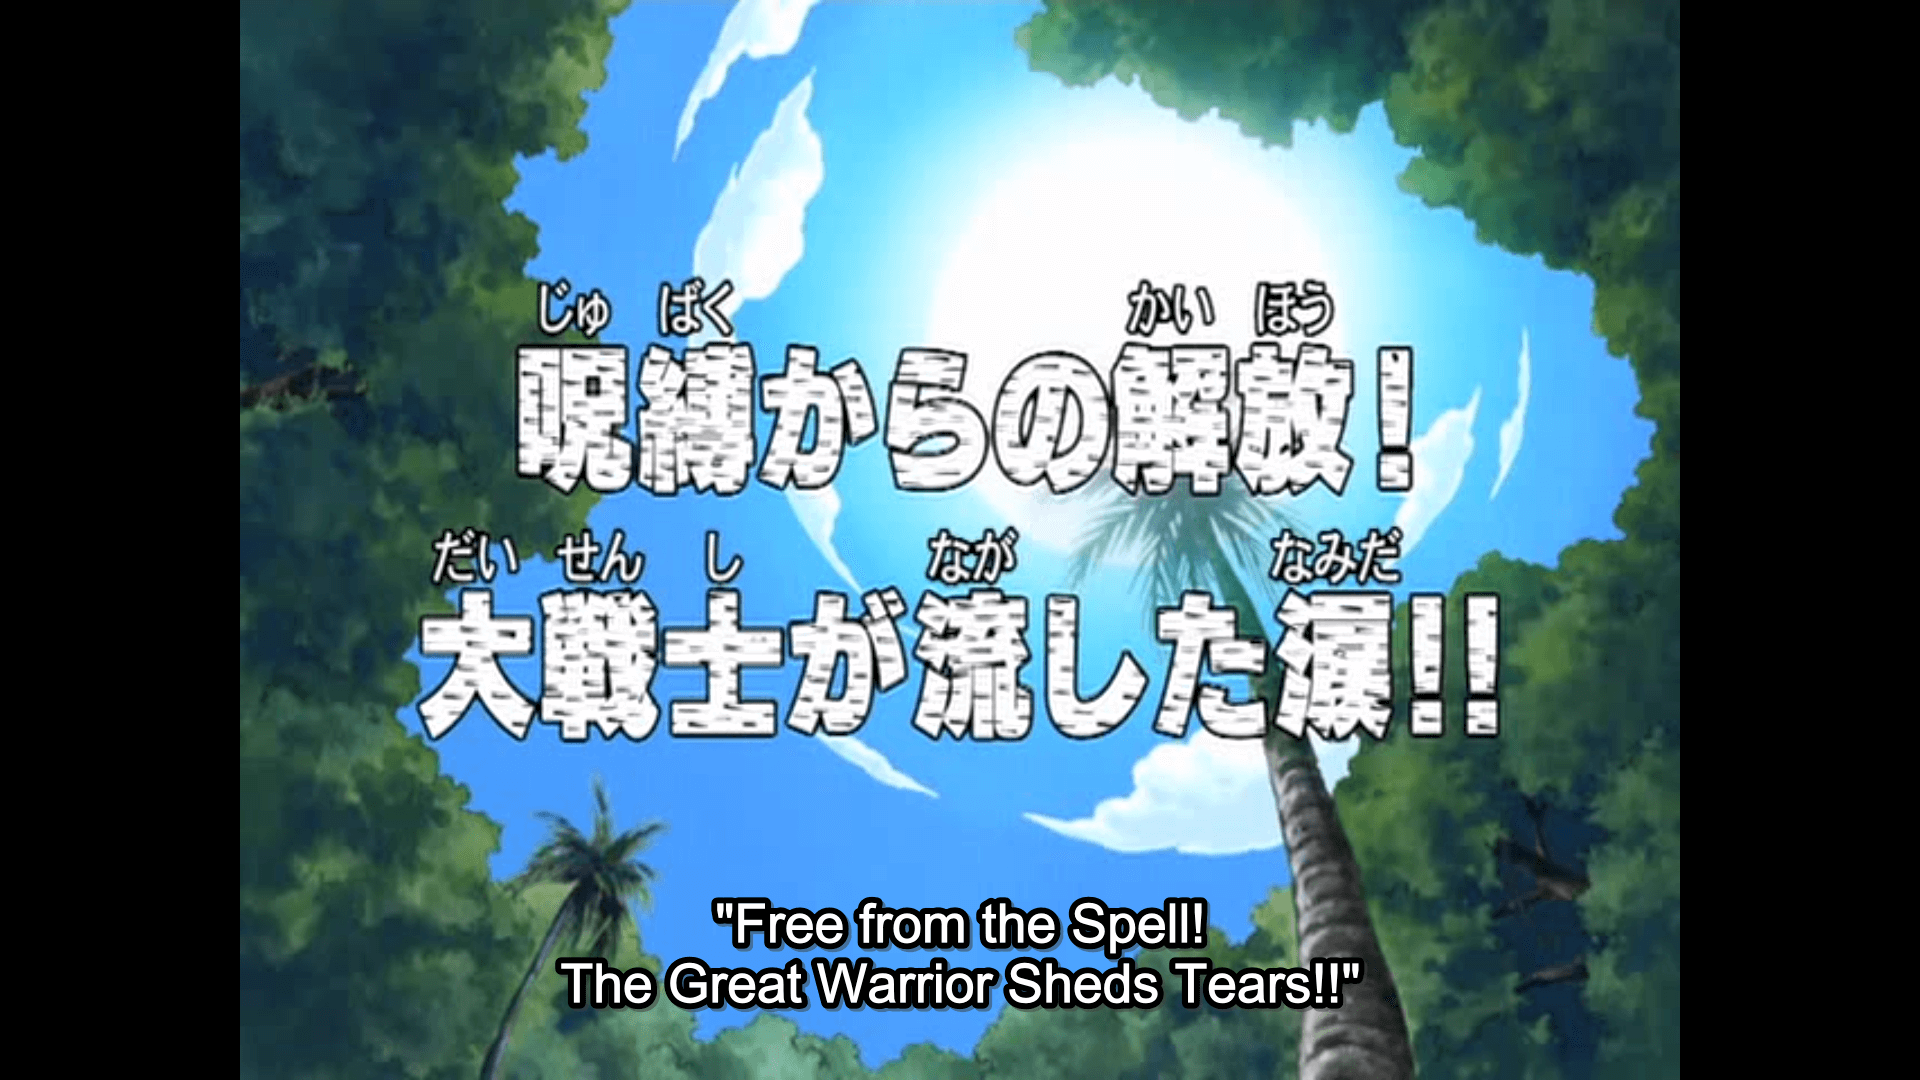 じゅ ばく かい ほう
呪縛からの解放!
だい せん し なが なみだ
大戦士が流した涙!!
"Free from the Spell!
The Great Warrior Sheds Tears!!"